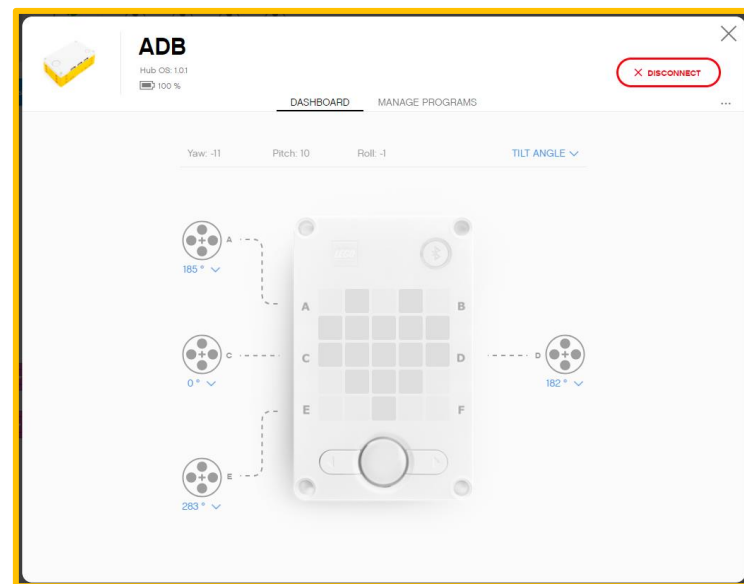 ADB
Hub OS: 1.0.1
100 %
× DISCONNECT
DASHBOARD MANAGE PROGRAMS
...
Yaw: -11 Pitch: 10 Roll: -1 TILT ANGLE
A
185 °
A B
C
0 °
C D
D
182 °
E F
E
283 °